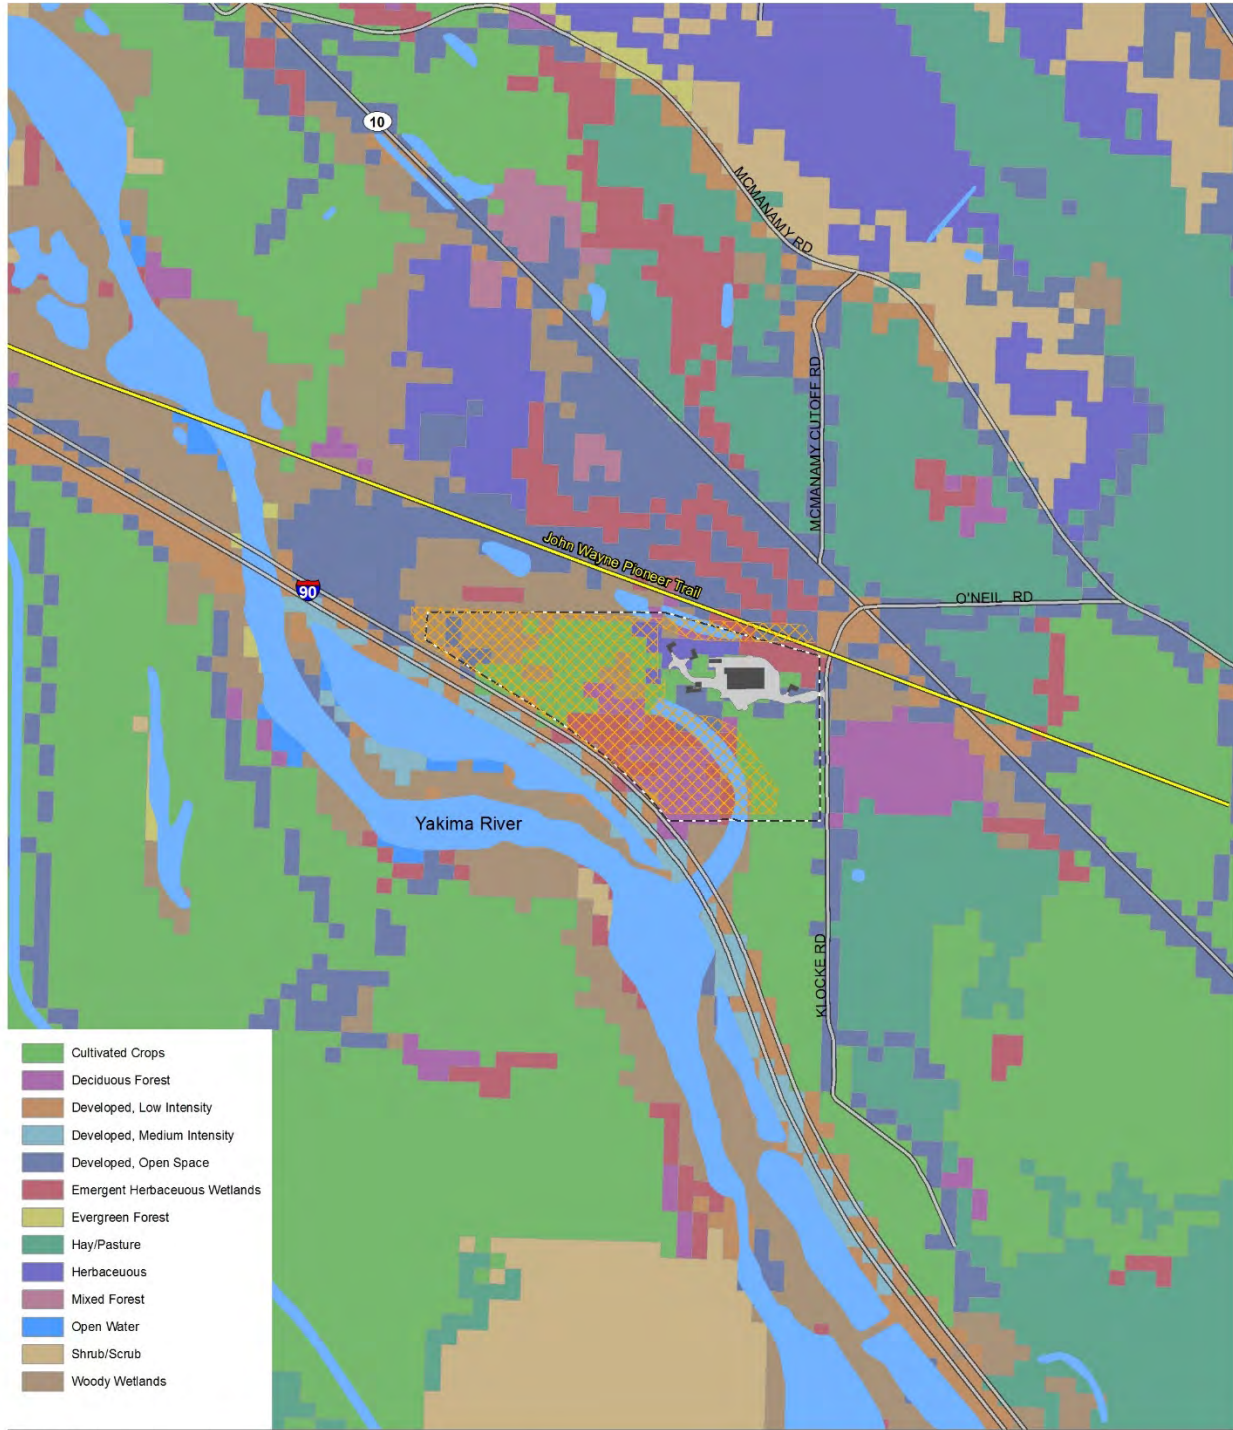 10
MCMANAMY RD
MCMANAMY CUTOFF RD
John Wayne Pioneer Trail
90
O'NEIL RD
Yakima River
KLOCKE RD
Cultivated Crops
Deciduous Forest
Developed, Low Intensity
Developed, Medium Intensity
Developed, Open Space
Emergent Herbaceuous Wetlands
Evergreen Forest
Hay/Pasture
Herbaceuous
Mixed Forest
Open Water
Shrub/Scrub
Woody Wetlands